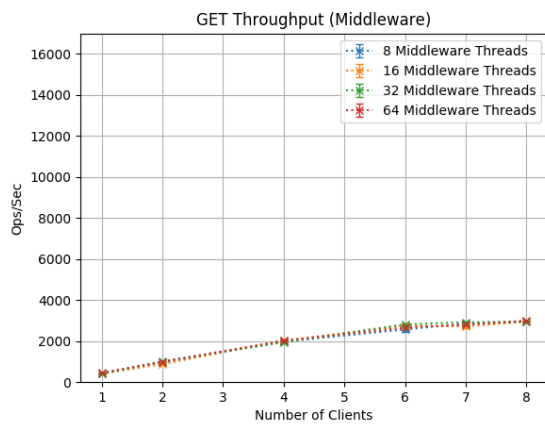 GET Throughput (Middleware)
8 Middleware Threads
16 Middleware Threads
32 Middleware Threads
64 Middleware Threads
16000
14000
12000
10000
8000
6000
4000
2000
0
Ops/Sec
1 2 3 4 5 6 7 8
Number of Clients